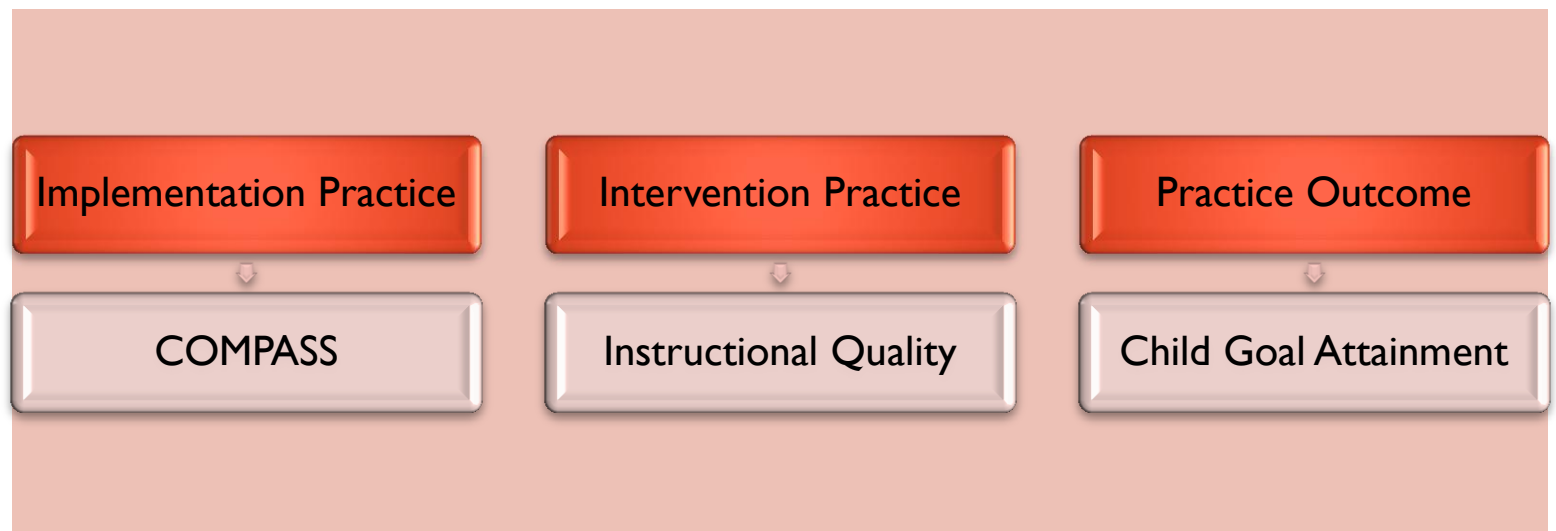 Implementation Practice
Intervention Practice
Practice Outcome
COMPASS
Instructional Quality
Child Goal Attainment